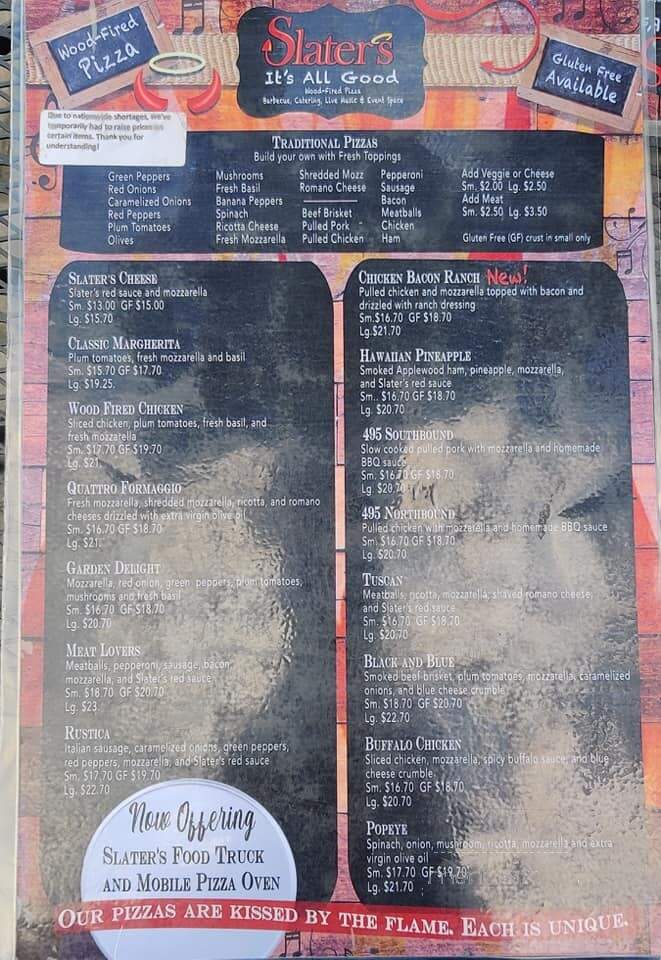 Wood-Fired
Pizza
Slater's
It's All Good
Wood-Fired Pizza
Barbecue, Catering, Live Music & Event Space
Gluten Free
Available
Due to nationwide shortages, we've
temporarily had to raise prices on
certain items. Thank you for
understanding!
Traditional Pizzas
Build your own with Fresh Toppings
Green Peppers
Red Onions
Caramelized Onions
Red Peppers
Plum Tomatoes
Olives
Mushrooms
Fresh Basil
Banana Peppers
Spinach
Ricotta Cheese
Fresh Mozzarella
Shredded Mozz
Romano Cheese
Beef Brisket
Pulled Pork
Pulled Chicken
Pepperoni
Sausage
Bacon
Meatballs
Chicken
Ham
Add Veggie or Cheese
Sm. $2.00 Lg. $2.50
Add Meat
Sm. $2.50 Lg. $3.50
Gluten Free (GF) crust in small only
Slater's Cheese
Slater's red sauce and mozzarella
Sm. $13.00 GF $15.00
Lg. $15.70
Classic Margherita
Plum tomatoes, fresh mozzarella and basil
Sm. $15.70 GF $17.70
Lg. $19.25
Wood Fired Chicken
Sliced chicken, plum tomatoes, fresh basil, and
fresh mozzarella
Sm. $17.70 GF $19.70
Lg. $21
Quattro Formaggio
Fresh mozzarella, shredded mozzarella, ricotta, and romano
cheeses drizzled with extra virgin olive oil
Sm. $16.70 GF $18.70
Lg. $21
Garden Delight
Mozzarella, red onion, green peppers, plum tomatoes,
mushrooms and fresh basil
Sm. $16.70 GF $18.70
Lg. $20.70
Meat Lovers
Meatballs, pepperoni, sausage, bacon,
mozzarella, and Slater's red sauce
Sm. $18.70 GF $20.70
Lg. $23
Rustica
Italian sausage, caramelized onions, green peppers,
red peppers, mozzarella, and Slater's red sauce
Sm. $17.70 GF $19.70
Lg. $22.70
Chicken Bacon Ranch New!
Pulled chicken and mozzarella topped with bacon and
drizzled with ranch dressing
Sm.$16.70 GF $18.70
Lg.$21.70
Hawaiian Pineapple
Smoked Applewood ham, pineapple, mozzarella,
and Slater's red sauce
Sm.. $16.70 GF $18.70
Lg. $20.70
495 Southbound
Slow cooked pulled pork with mozzarella and homemade
BBQ sauce
Sm. $16.70 GF $18.70
Lg. $20.70
495 Northbound
Pulled chicken with mozzarella and homemade BBQ sauce
Sm. $16.70 GF $18.70
Lg. $20.70
Tuscan
Meatballs, ricotta, mozzarella, shaved romano cheese,
and Slater's red sauce
Sm. $16.70 GF $18.70
Lg. $20.70
Black and Blue
Smoked beef brisket, plum tomatoes, mozzarella, caramelized
onions, and blue cheese crumble
Sm. $18.70 GF $20.70
Lg. $22.70
Buffalo Chicken
Sliced chicken, mozzarella, spicy buffalo sauce, and blue
cheese crumble
Sm. $16.70 GF $18.70
Lg. $20.70
Popeye
Spinach, onion, mushroom, ricotta, mozzarella and extra
virgin olive oil
Sm. $17.70 GF $19.70
Lg. $21.70
Now Offering
Slater's Food Truck
and Mobile Pizza Oven
Our pizzas are kissed by the flame. Each is unique.